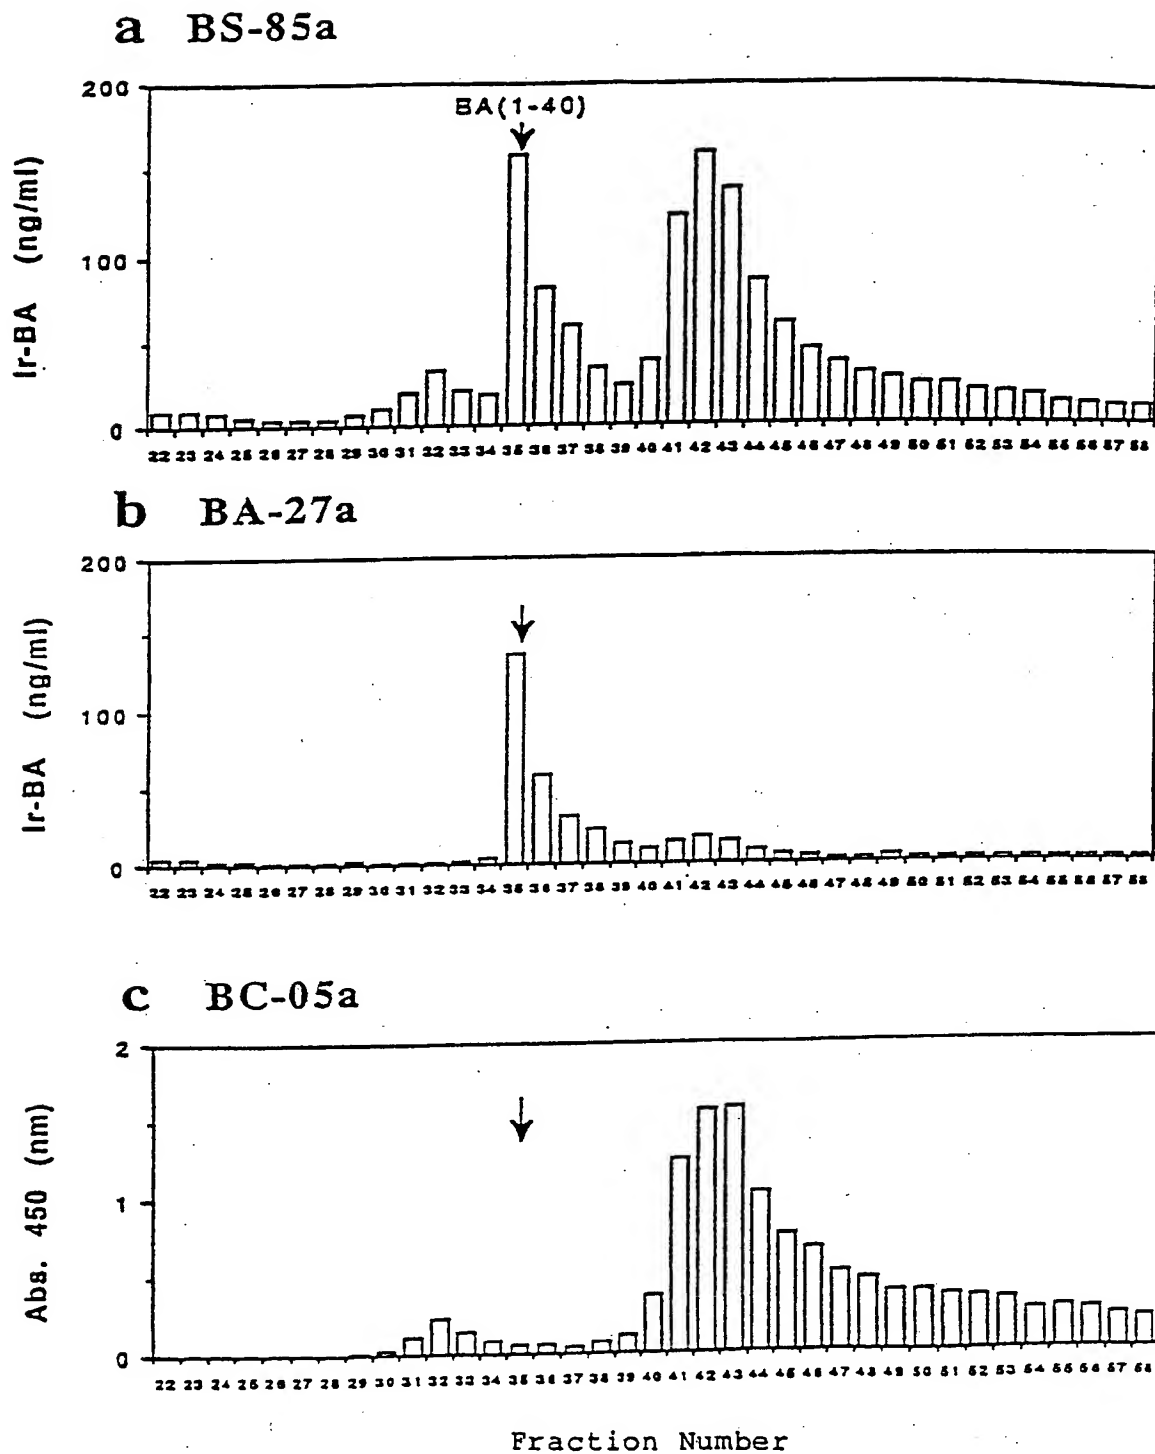 a BS-85a
200
BA(1-40)
Ir-BA (ng/ml)
100
0
22 23 24 25 26 27 28 29 30 31 32 33 34 35 36 37 38 39 40 41 42 43 44 45 46 47 48 49 50 51 52 53 54 55 56 57 58
b BA-27a
200
Ir-BA (ng/ml)
100
0
22 23 24 25 26 27 28 29 30 31 32 33 34 35 36 37 38 39 40 41 42 43 44 45 46 47 48 49 50 51 52 53 54 55 56 57 58
c BC-05a
2
Abs. 450 (nm)
1
0
22 23 24 25 26 27 28 29 30 31 32 33 34 35 36 37 38 39 40 41 42 43 44 45 46 47 48 49 50 51 52 53 54 55 56 57 58
Fraction Number